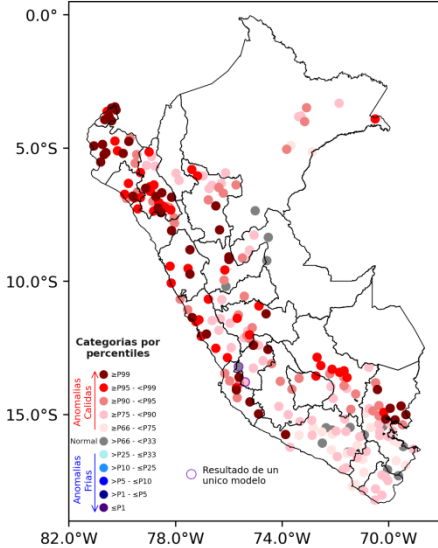 0.0°
5.0°S
10.0°S
15.0°S
82.0°W
78.0°W
74.0°W
70.0°W
Categorias por
percentiles
Anomalias
Calidas
≥P99
≥P95 - <P99
≥P90 - <P95
≥P75 - <P90
≥P66 - <P75
Normal
>P66 - <P33
Anomalias
Frias
>P25 - ≤P33
>P10 - ≤P25
>P5 - ≤P10
>P1 - ≤P5
≤P1
Resultado de un
unico modelo